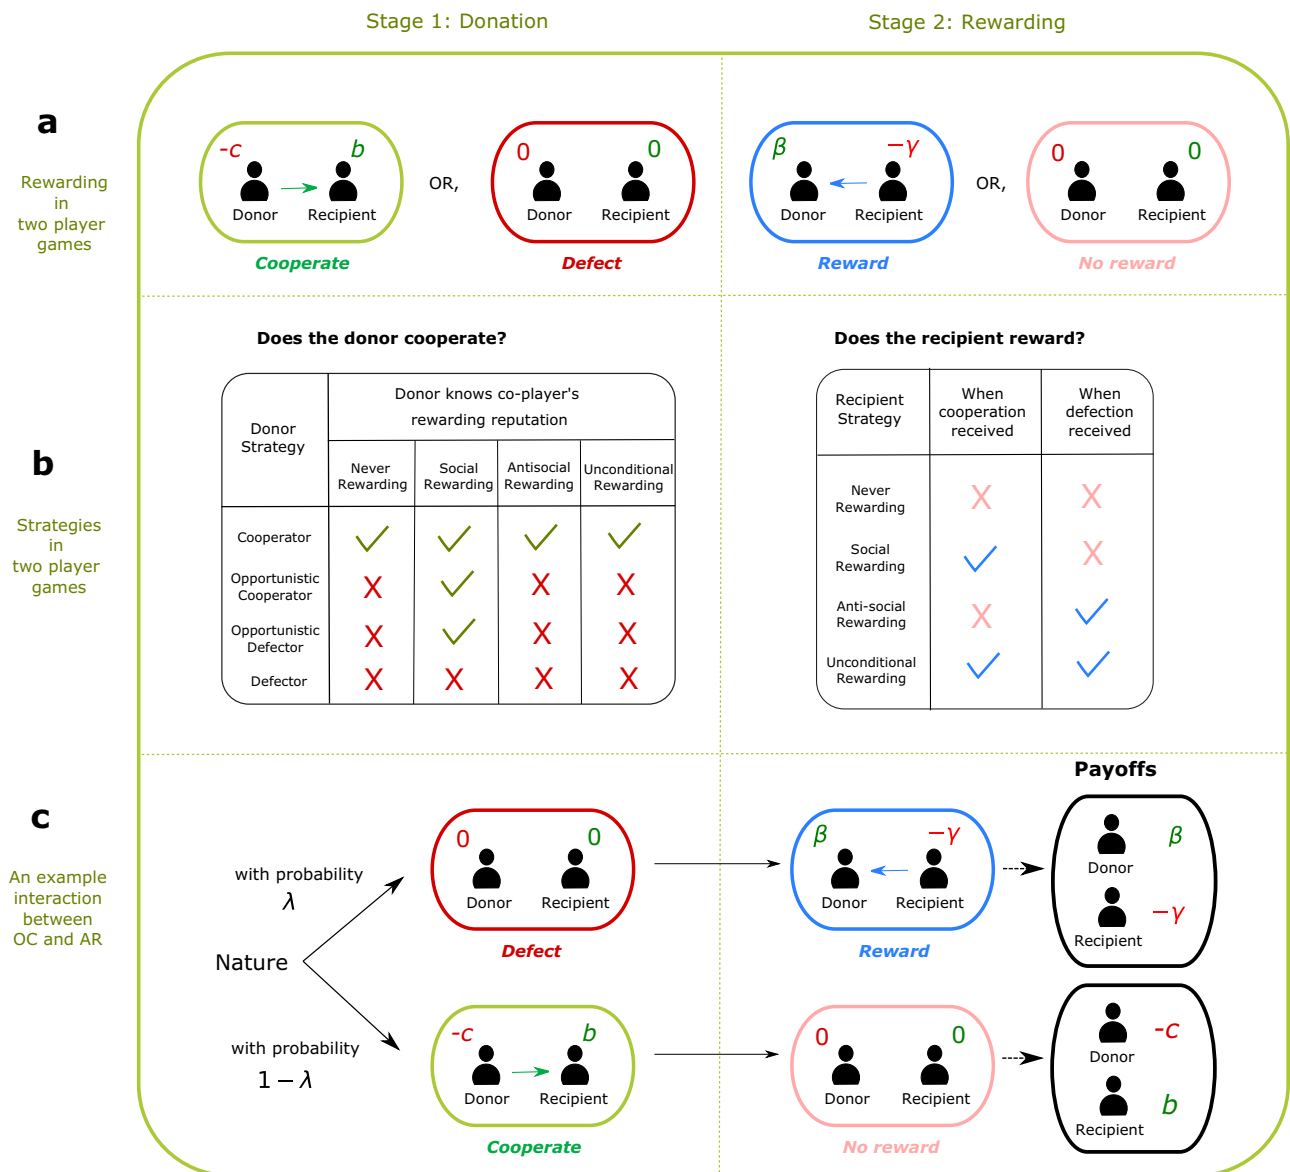 Stage 1: Donation
Stage 2: Rewarding
a
Rewarding
in
two player
games
-c
b
Donor
Recipient
Cooperate
OR,
0
0
Donor
Recipient
Defect
β
−γ
Donor
Recipient
Reward
OR,
0
0
Donor
Recipient
No reward
b
Strategies
in
two player
games
Does the donor cooperate?
Donor
Strategy
Donor knows co-player's
rewarding reputation
Never
Rewarding
Social
Rewarding
Antisocial
Rewarding
Unconditional
Rewarding
Cooperator
✓ ✓ ✓ ✓
Opportunistic
Cooperator
X ✓ X X
Opportunistic
Defector
X ✓ X X
Defector
X X X X
Does the recipient reward?
Recipient
Strategy
When
cooperation
received
When
defection
received
Never
Rewarding
X X
Social
Rewarding
✓ X
Anti-social
Rewarding
X ✓
Unconditional
Rewarding
✓ ✓
c
An example
interaction
between
OC and AR
Nature
with probability
λ
0
0
Donor
Recipient
Defect
β
−γ
Donor
Recipient
Reward
Payoffs
Donor
β
Recipient
−γ
with probability
1 − λ
-c
b
Donor
Recipient
Cooperate
0
0
Donor
Recipient
No reward
Donor
-c
Recipient
b